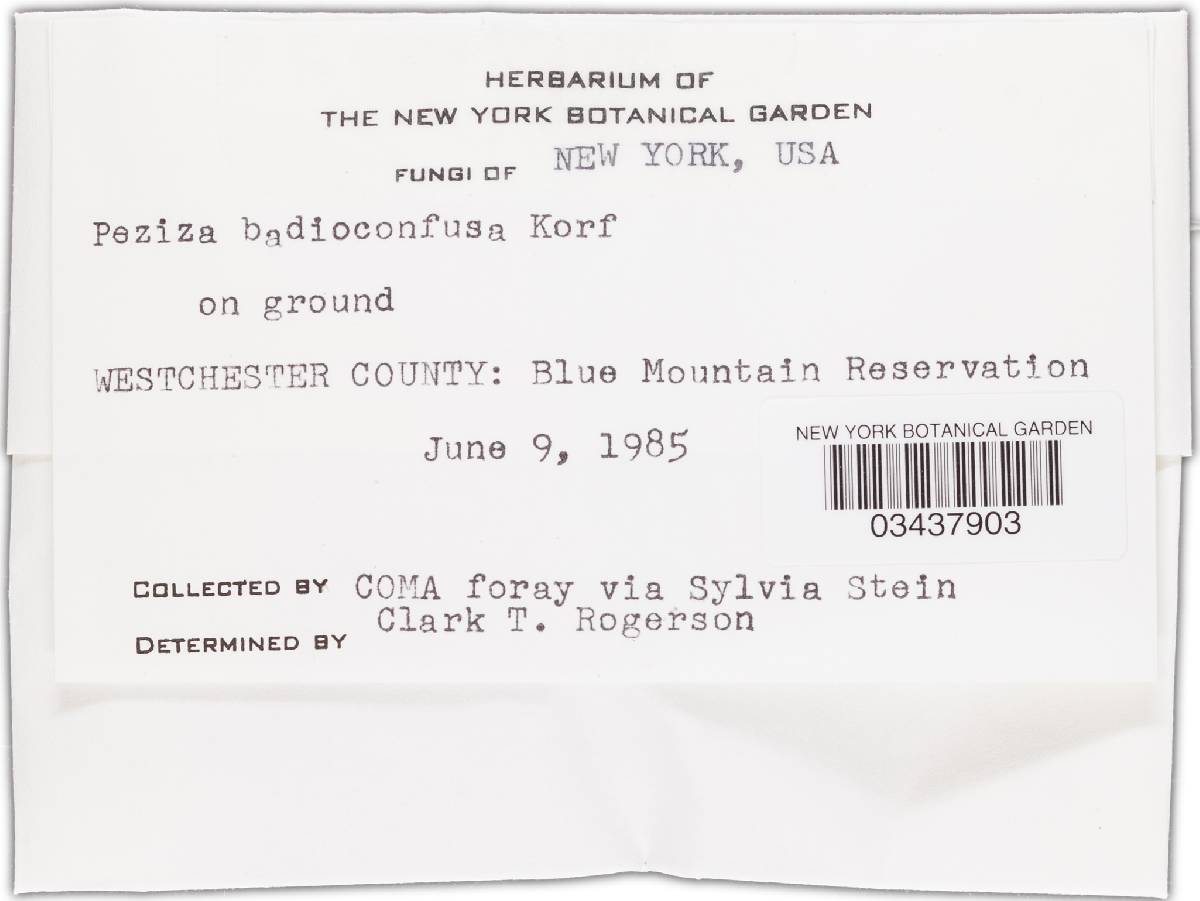 HERBARIUM OF
THE NEW YORK BOTANICAL GARDEN
FUNGI OF NEW YORK, USA
Peziza badioconfusa Korf
on ground
WESTCHESTER COUNTY: Blue Mountain Reservation
June 9, 1985
NEW YORK BOTANICAL GARDEN
03437903
COLLECTED BY COMA foray via Sylvia Stein
DETERMINED BY Clark T. Rogerson